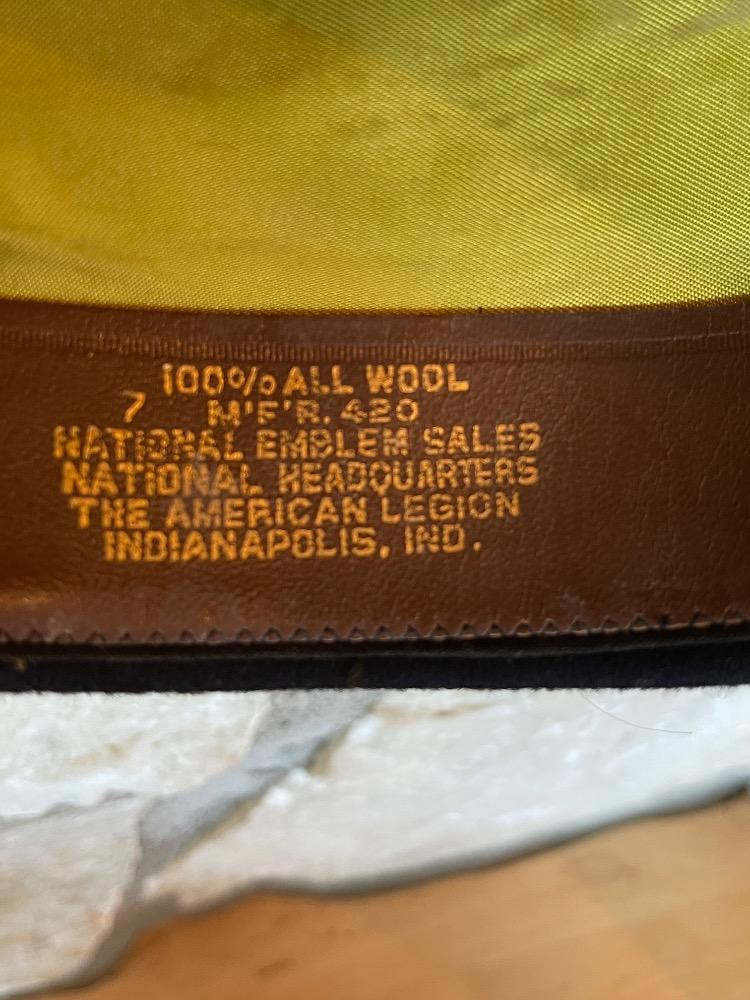 100% ALL WOOL
7 M'F'R. 420
NATIONAL EMBLEM SALES
NATIONAL HEADQUARTERS
THE AMERICAN LEGION
INDIANAPOLIS, IND.